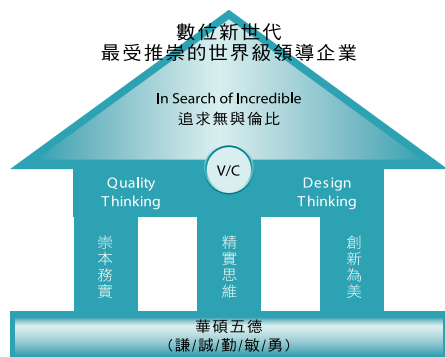 數位新世代
最受推崇的世界級領導企業
In Search of Incredible
追求無與倫比
V/C
Quality
Thinking
Design
Thinking
崇本務實
精實思維
創新為美
華碩五德
（謙/誠/勤/敏/勇）